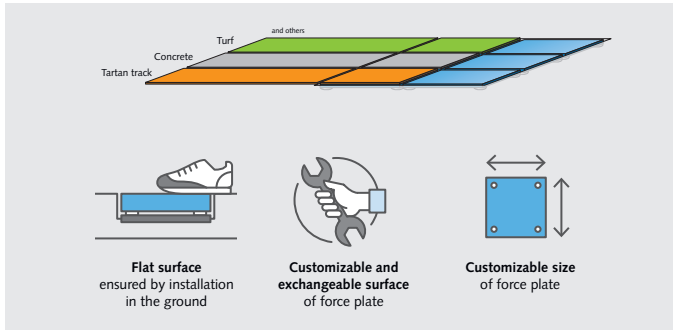 and others
Turf
Concrete
Tartan track
Flat surface
ensured by installation
in the ground
Customizable and
exchangeable surface
of force plate
Customizable size
of force plate